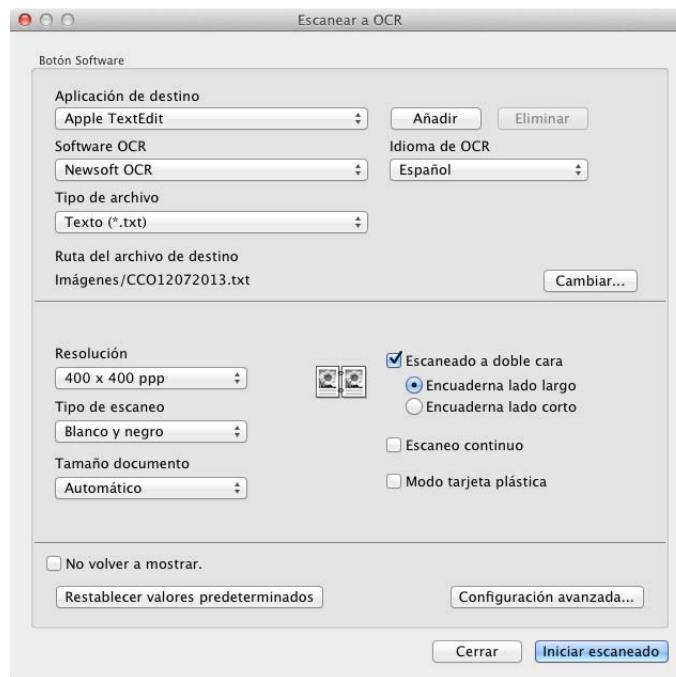 Escanear a OCR
Botón Software
Aplicación de destino
Apple TextEdit
Añadir
Eliminar
Software OCR
Idioma de OCR
Newsoft OCR
Español
Tipo de archivo
Texto (*.txt)
Ruta del archivo de destino
Imágenes/CCO12072013.txt
Cambiar...
Resolución
400 x 400 ppp
Tipo de escaneo
Blanco y negro
Tamaño documento
Automático
Escaneado a doble cara
Encuaderna lado largo
Encuaderna lado corto
Escaneo continuo
Modo tarjeta plástica
No volver a mostrar.
Restablecer valores predeterminados
Configuración avanzada...
Cerrar
Iniciar escaneado